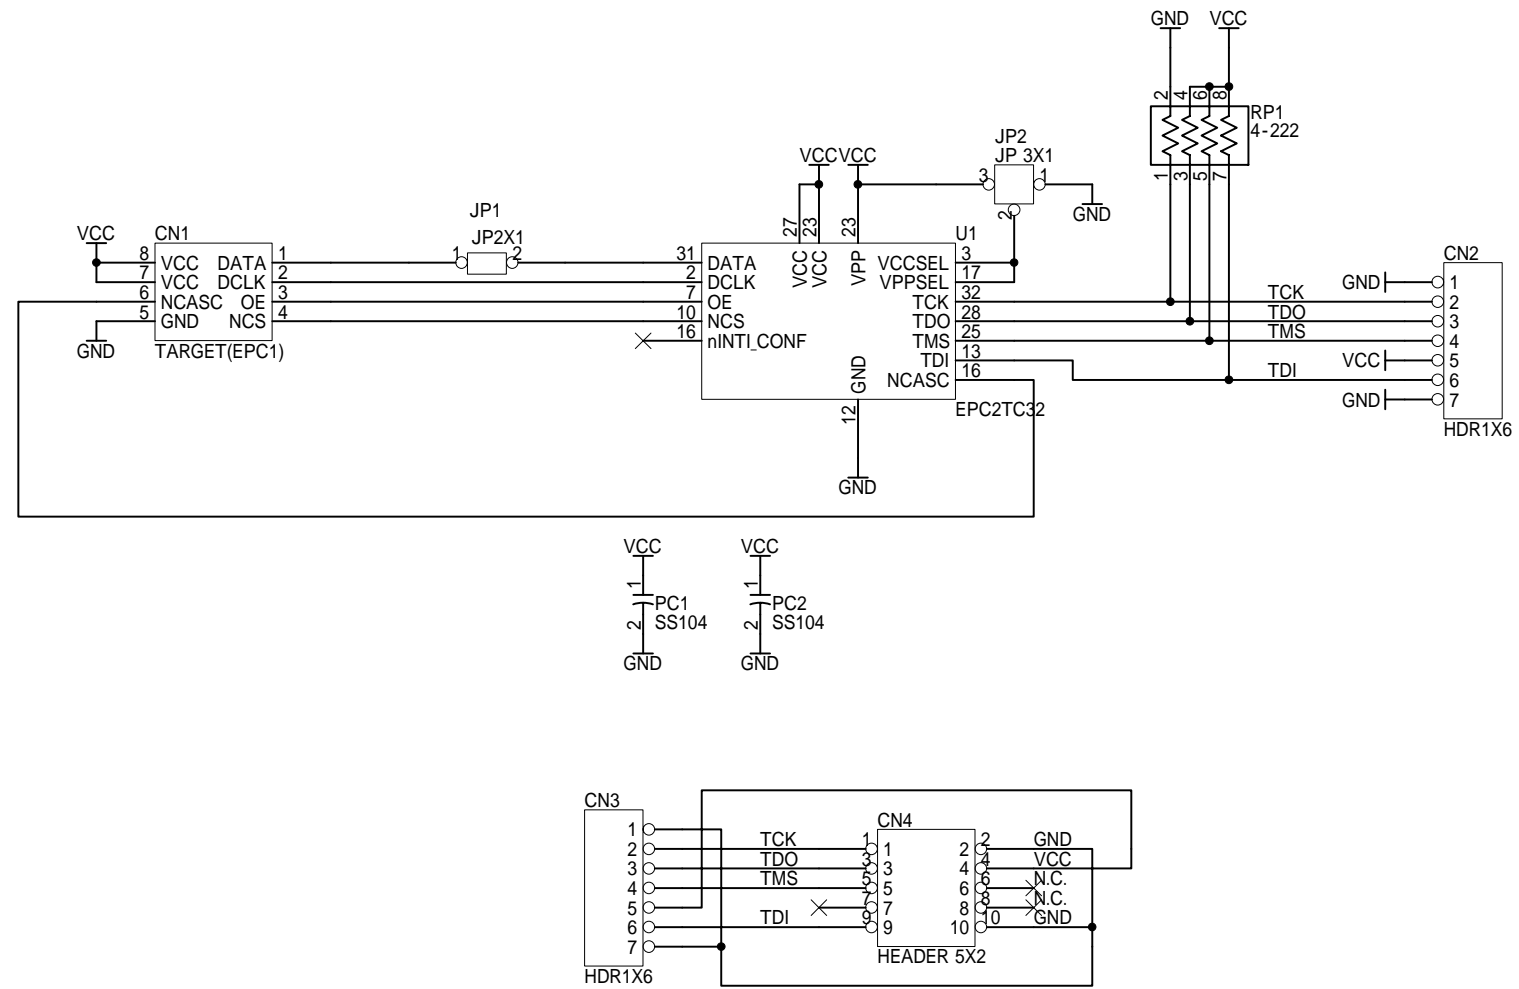 GND VCC
2 4 6 8
RP1
4-222
1 3 5 7
JP2
JP 3X1
3 1
2
GND
VCC VCC
27 23 23
JP1
JP2X1
1 2
VCC
CN1
8 VCC DATA 1
7 VCC DCLK 2
6 NCASC OE 3
5 GND NCS 4
GND
TARGET(EPC1)
U1
VCC VCC VPP
31 DATA VCCSEL 3
2 DCLK VPPSEL 17
7 OE TCK 32
10 NCS TDO 28
16 nINTI_CONF TMS 25
TDI 13
GND NCASC 16
12
EPC2TC32
GND
CN2
GND 1
TCK 2
TDO 3
TMS 4
VCC 5
TDI 6
GND 7
HDR1X6
VCC
1
PC1
SS104
2
GND
VCC
1
PC2
SS104
2
GND
CN3
1
2
3
4
5
6
7
HDR1X6
TCK
TDO
TMS
TDI
CN4
1 1 2 2 GND
3 3 4 4 VCC
5 5 6 6 N.C.
7 7 8 8 N.C.
9 9 10 10 GND
HEADER 5X2